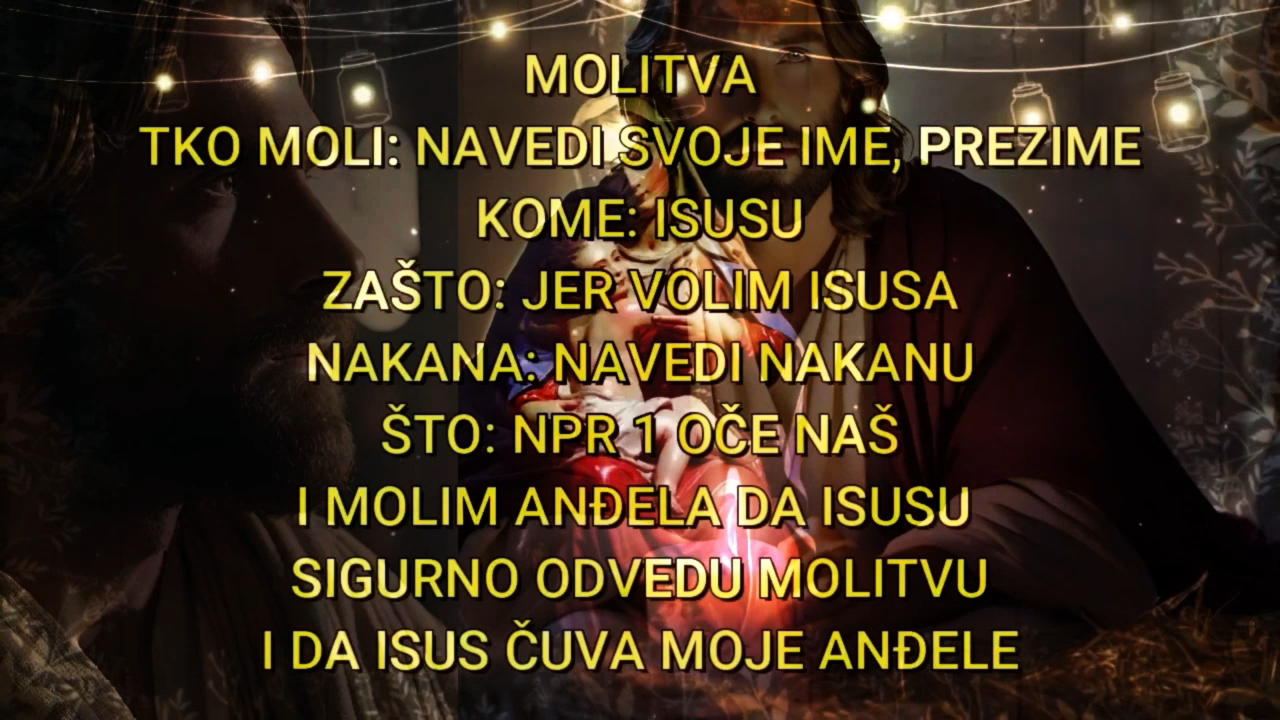 MOLITVA
TKO MOLI: NAVEDI SVOJE IME, PREZIME
KOME: ISUSU
ZAŠTO: JER VOLIM ISUSA
NAKANA: NAVEDI NAKANU
ŠTO: NPR 1 OČE NAŠ
I MOLIM ANĐELA DA ISUSU
SIGURNO ODVEDU MOLITVU
I DA ISUS ČUVA MOJE ANĐELE